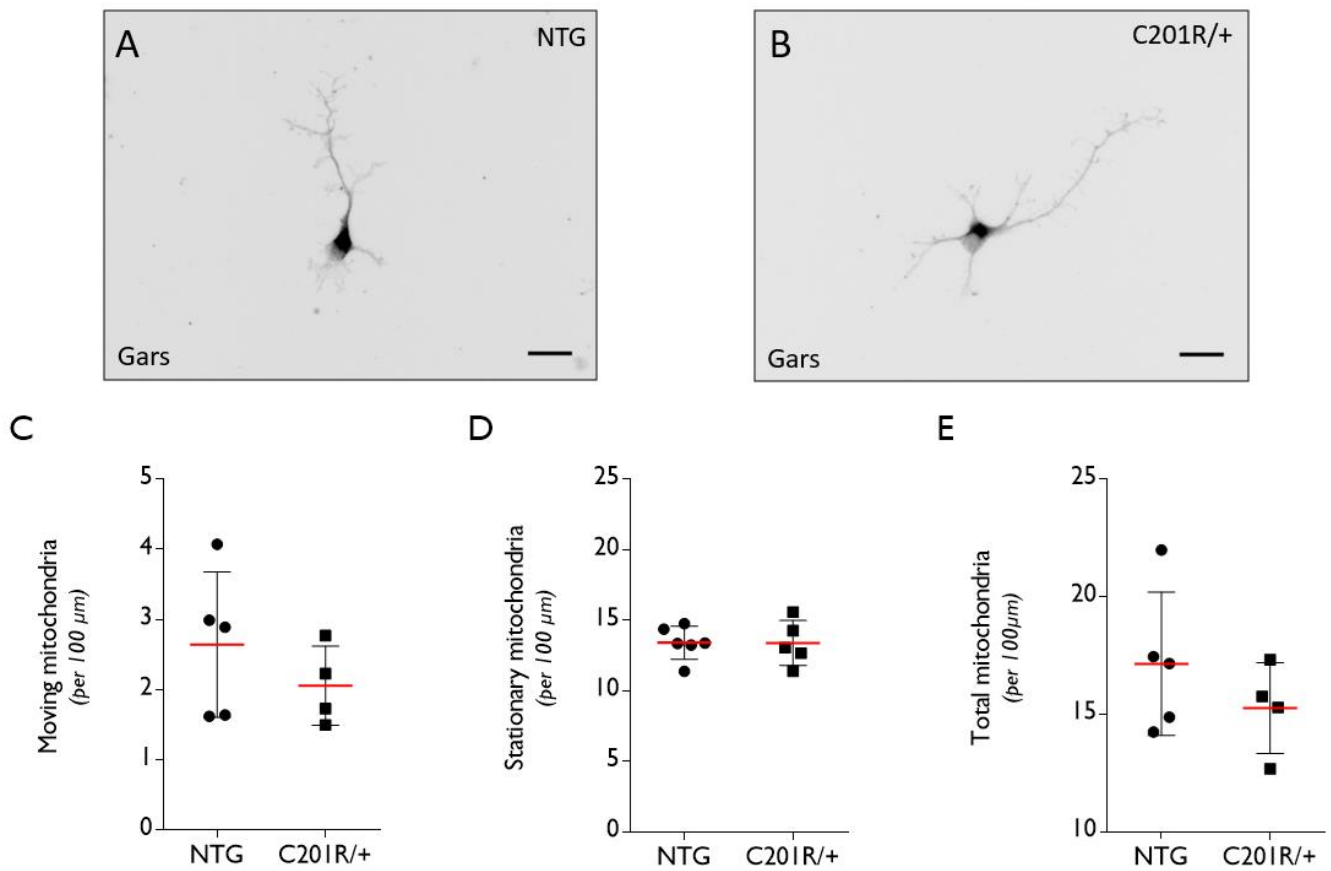 A
NTG
Gars
B
C201R/+
Gars
C
Moving mitochondria
(per 100 µm)
5
4
3
2
1
0
NTG
C201R/+
D
Stationary mitochondria
(per 100 µm)
25
20
15
10
5
0
NTG
C201R/+
E
Total mitochondria
(per 100µm)
25
20
15
10
NTG
C201R/+